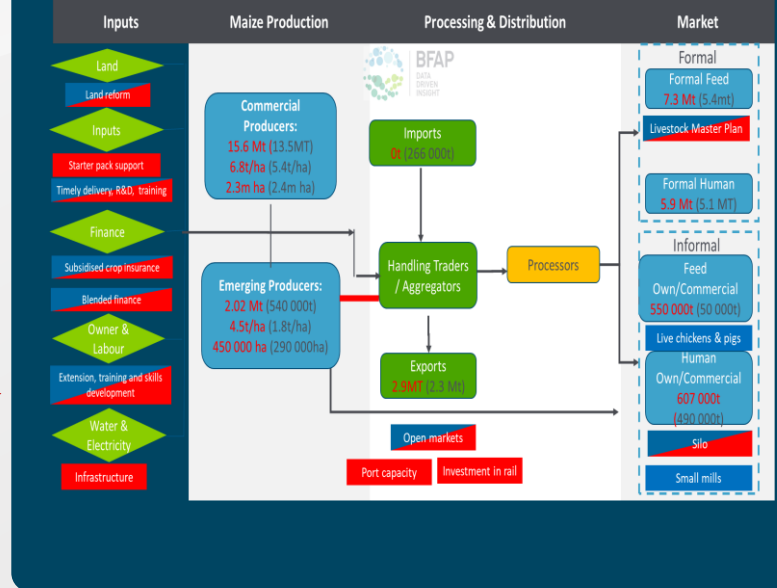 Inputs
Maize Production
Processing & Distribution
Market
Land
Land reform
Inputs
Starter pack support
Timely delivery, R&D, training
Finance
Subsidised crop insurance
Blended finance
Owner &
Labour
Extension, training and skills
development
Water &
Electricity
Infrastructure
Commercial
Producers:
15.6 Mt (13.5MT)
6.8t/ha (5.4t/ha)
2.3m ha (2.4m ha)
Emerging Producers:
2.02 Mt (540 000t)
4.5t/ha (1.8t/ha)
450 000 ha (290 000ha)
BFAP
DATA
DRIVEN
INSIGHT
Imports
0t (266 000t)
Handling Traders
/ Aggregators
Processors
Exports
2.9MT (2.3 Mt)
Open markets
Port capacity
Investment in rail
Formal
Formal Feed
7.3 Mt (5.4mt)
Livestock Master Plan
Formal Human
5.9 Mt (5.1 MT)
Informal
Feed
Own/Commercial
550 000t (50 000t)
Live chickens & pigs
Human
Own/Commercial
607 000t
(490 000t)
Silo
Small mills